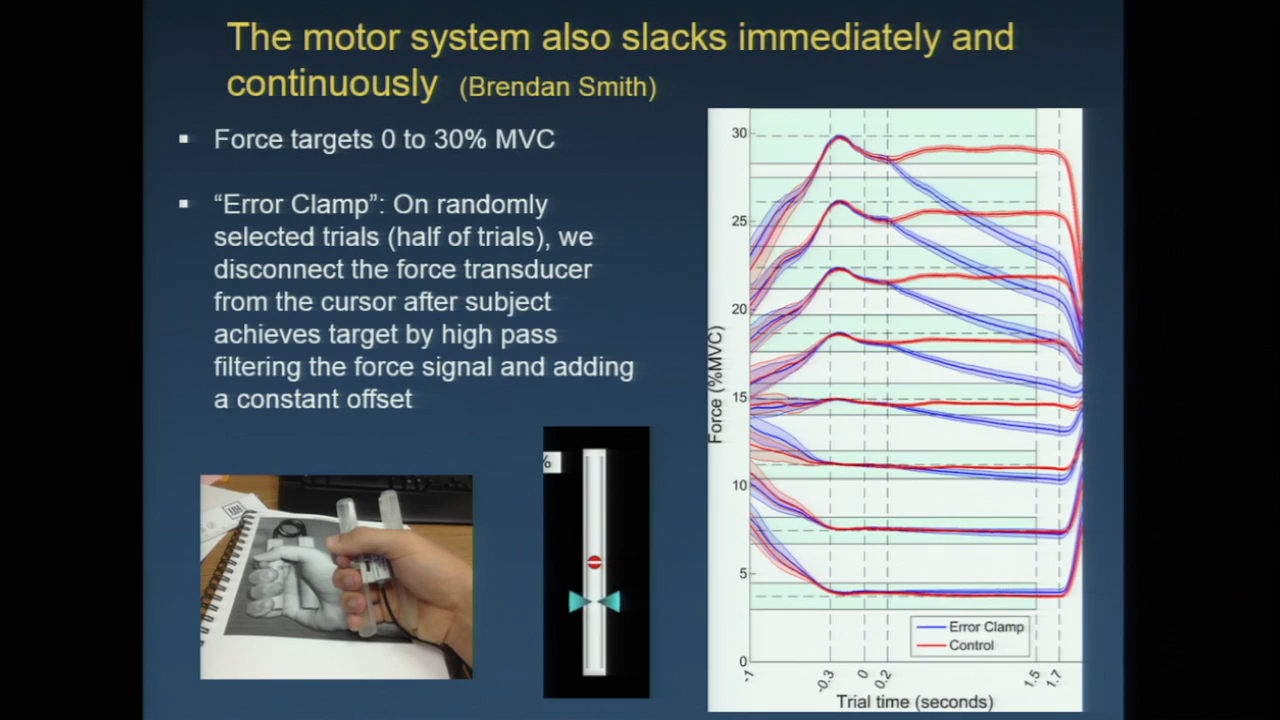 The motor system also slacks immediately and
continuously (Brendan Smith)
Force targets 0 to 30% MVC
“Error Clamp”: On randomly
selected trials (half of trials), we
disconnect the force transducer
from the cursor after subject
achieves target by high pass
filtering the force signal and adding
a constant offset
%
Force (%MVC)
30
25
20
15
10
5
0
Error Clamp
Control
-1 -0.3 0 0.2 1.5 1.7
Trial time (seconds)